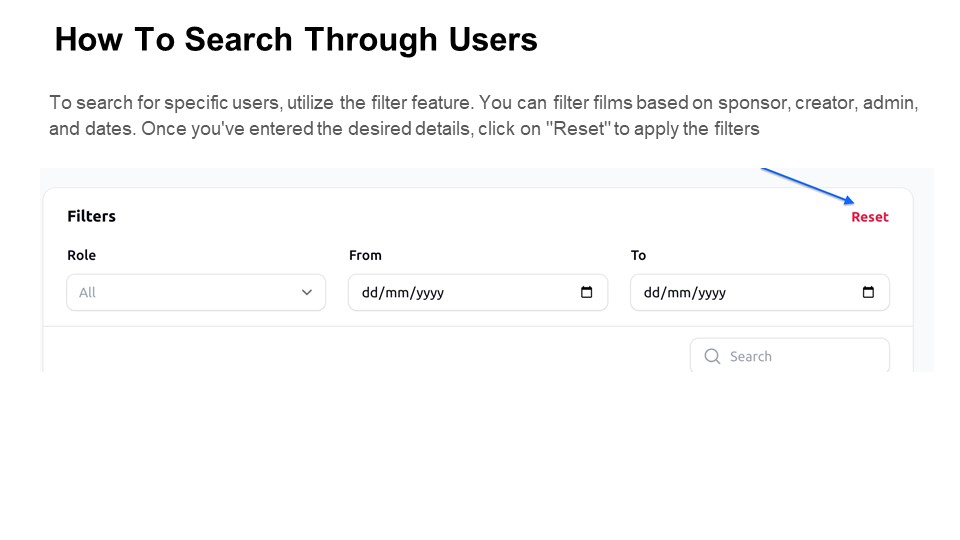 How To Search Through Users
To search for specific users, utilize the filter feature. You can filter films based on sponsor, creator, admin,
and dates. Once you've entered the desired details, click on "Reset" to apply the filters
Filters
Reset
Role
From
To
All
dd/mm/yyyy
dd/mm/yyyy
Search